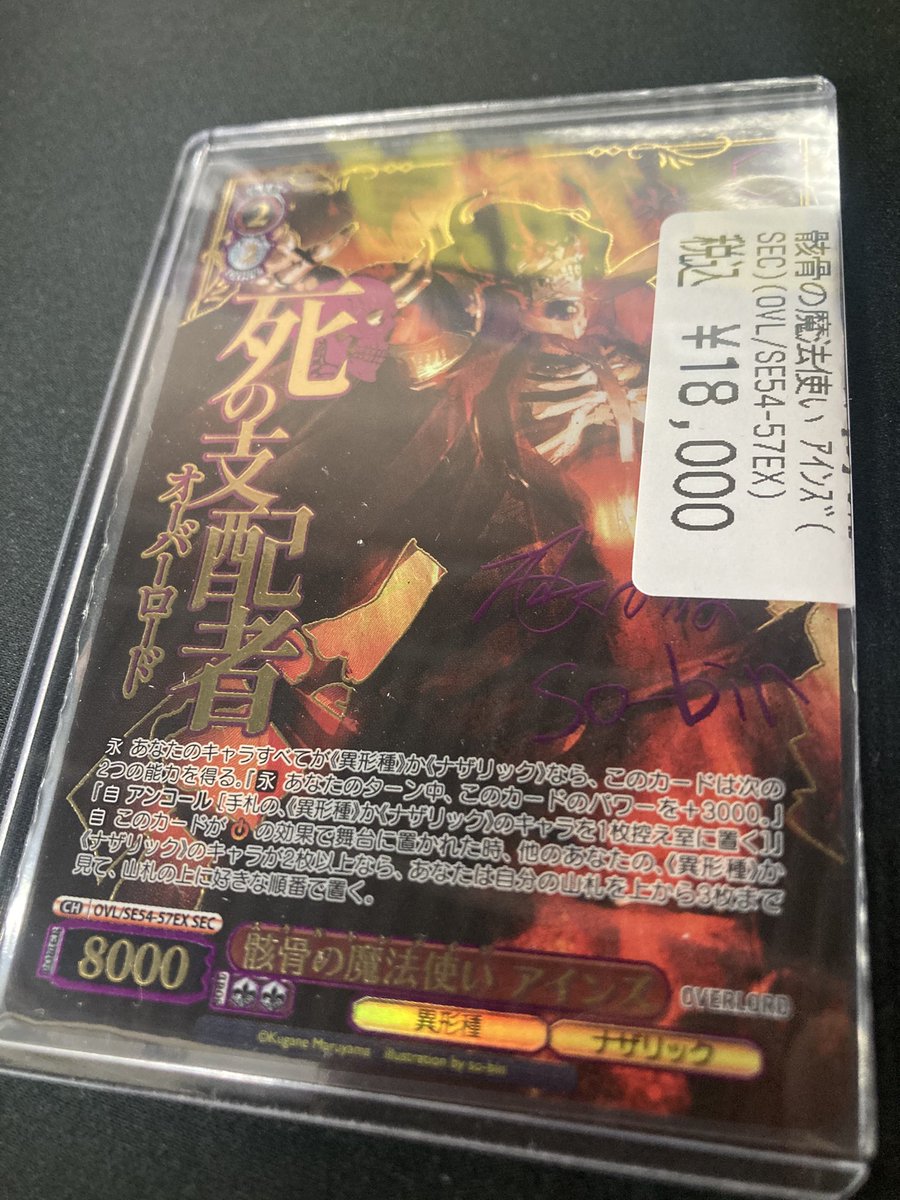 2
死の支配者
オーバーロード
骸骨の魔法使い アインズ(
SEC)(OVL/SE54-57EX)
税込 ¥18,000
so-bin
永 あなたのキャラすべてが《異形種》か《ナザリック》なら、このカードは次の
2つの能力を得る。『永 あなたのターン中、このカードのパワーを+3000。』
『自 アンコール [手札の、《異形種》か《ナザリック》のキャラを1枚控え室に置く]』
自 このカードが の効果で舞台に置かれた時、他のあなたの、《異形種》か
《ナザリック》のキャラが2枚以上なら、あなたは自分の山札を上から3枚まで
見て、山札の上に好きな順番で置く。
CH OVL/SE54-57EX SEC
POWER 8000
SOUL
骸骨の魔法使い アインズ
OVERLORD
異形種
ナザリック
©Kugane Maruyama illustration by so-bin